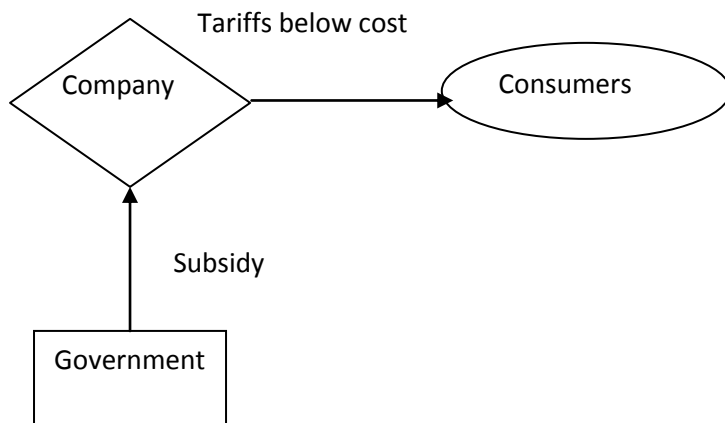 Tariffs below cost
Company
Consumers
Subsidy
Government